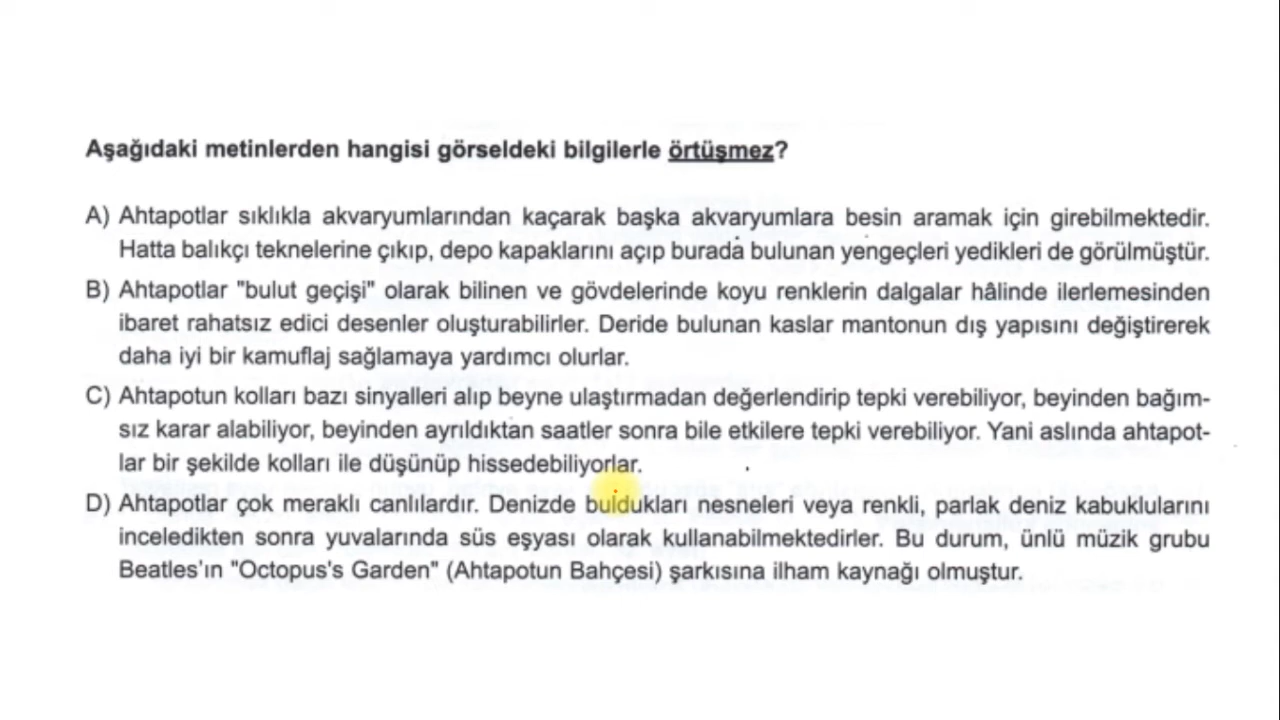 Aşağıdaki metinlerden hangisi görseldeki bilgilerle örtüşmez?
A) Ahtapotlar sıklıkla akvaryumlarından kaçarak başka akvaryumlara besin aramak için girebilmektedir.
Hatta balıkçı teknelerine çıkıp, depo kapaklarını açıp burada bulunan yengeçleri yedikleri de görülmüştür.
B) Ahtapotlar "bulut geçişi" olarak bilinen ve gövdelerinde koyu renklerin dalgalar hâlinde ilerlemesinden
ibaret rahatsız edici desenler oluşturabilirler. Deride bulunan kaslar mantonun dış yapısını değiştirerek
daha iyi bir kamuflaj sağlamaya yardımcı olurlar.
C) Ahtapotun kolları bazı sinyalleri alıp beyne ulaştırmadan değerlendirip tepki verebiliyor, beyinden bağım-
sız karar alabiliyor, beyinden ayrıldıktan saatler sonra bile etkilere tepki verebiliyor. Yani aslında ahtapot-
lar bir şekilde kolları ile düşünüp hissedebiliyorlar.
D) Ahtapotlar çok meraklı canlılardır. Denizde buldukları nesneleri veya renkli, parlak deniz kabuklularını
inceledikten sonra yuvalarında süs eşyası olarak kullanabilmektedirler. Bu durum, ünlü müzik grubu
Beatles'ın "Octopus's Garden" (Ahtapotun Bahçesi) şarkısına ilham kaynağı olmuştur.